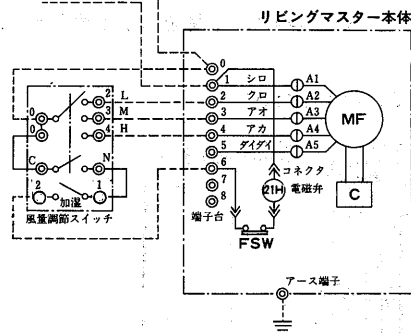 リビングマスター本体
0
1 シロ A1
2 L 2 クロ A2
0 3 M 3 アオ A3 MF
0 4 H 4 アカ A4
5 ダイダイ A5
C N 6 コネクタ C
2 加湿 1 7 21H 電磁弁
風量調節スイッチ 8
端子台
FSW
アース端子